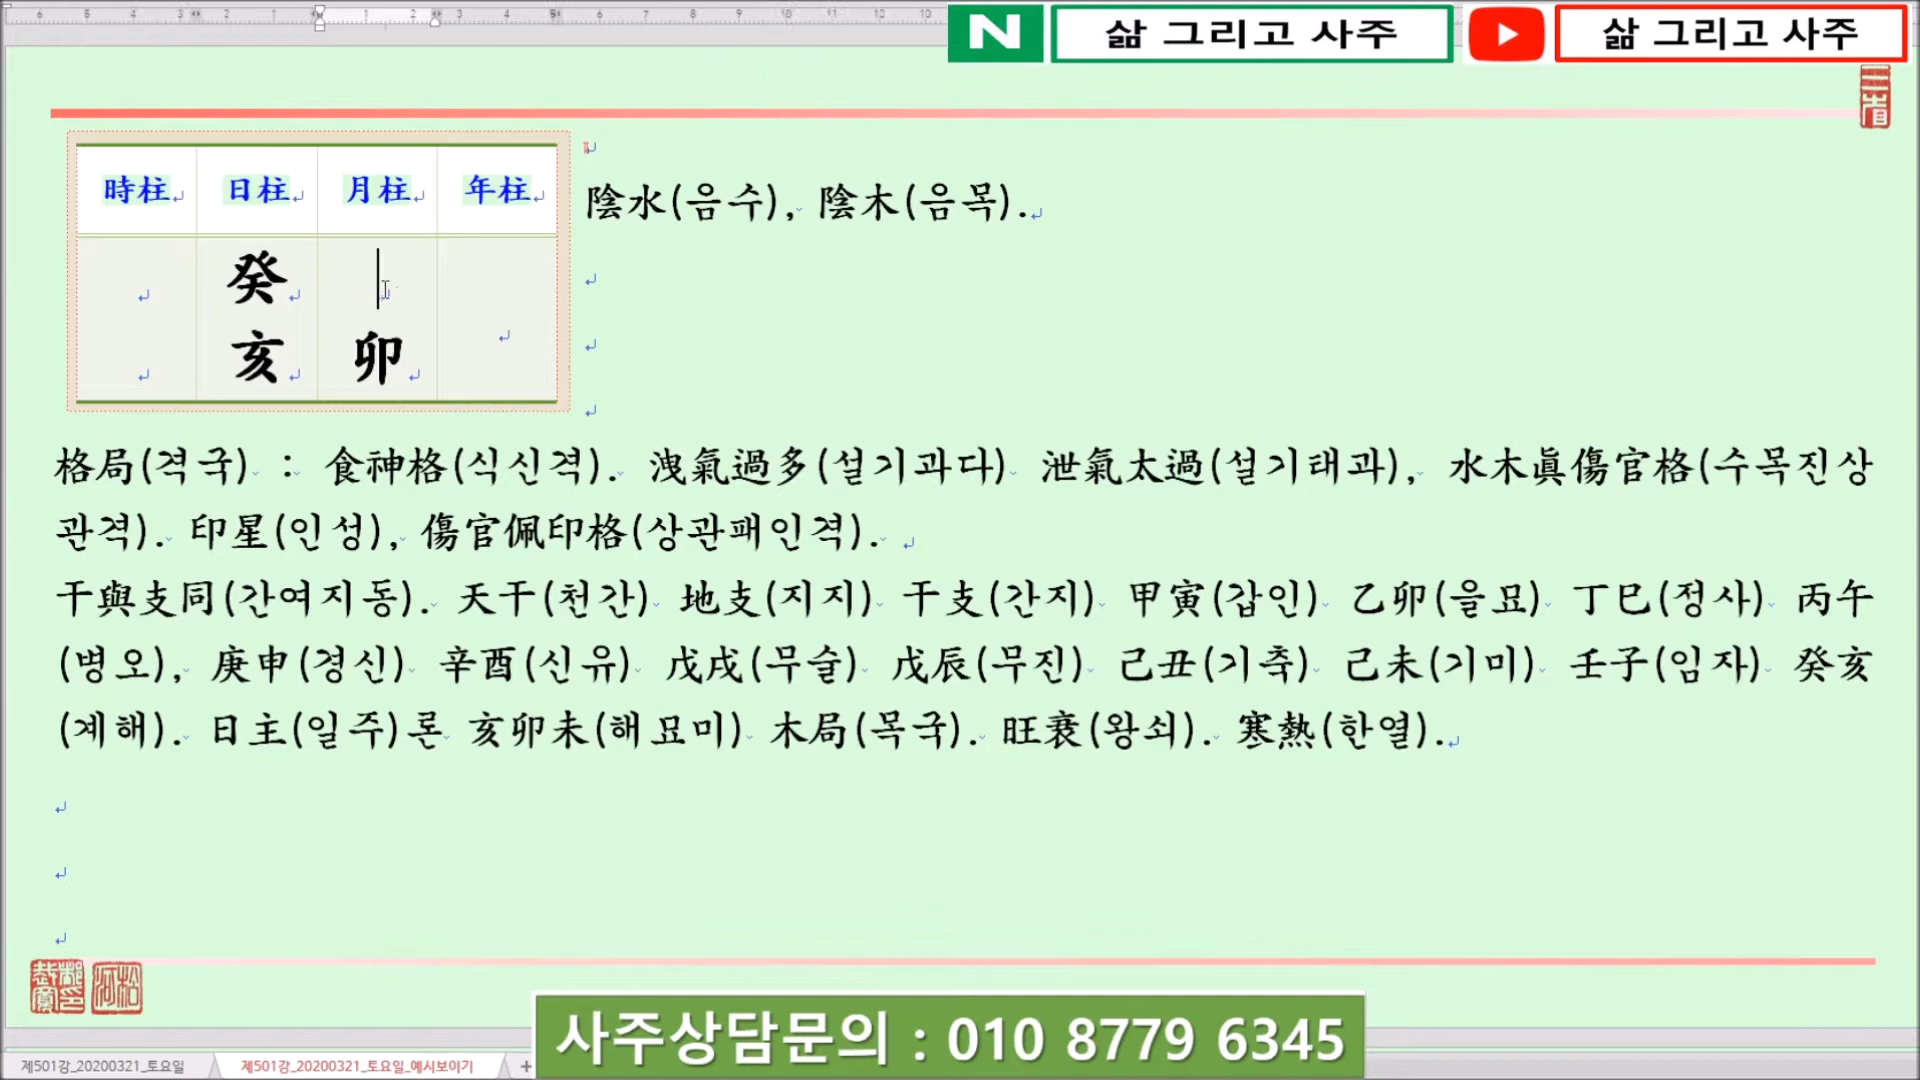 N 삶 그리고 사주 삶 그리고 사주
時柱 日柱 月柱 年柱
陰水(음수), 陰木(음목).
癸
亥 卯
格局(격국) : 食神格(식신격). 洩氣過多(설기과다) 泄氣太過(설기태과), 水木眞傷官格(수목진상
관격). 印星(인성), 傷官佩印格(상관패인격).
干與支同(간여지동). 天干(천간) 地支(지지) 干支(간지) 甲寅(갑인) 乙卯(을묘) 丁巳(정사) 丙午
(병오), 庚申(경신) 辛酉(신유) 戊戌(무술) 戊辰(무진) 己丑(기축) 己未(기미) 壬子(임자) 癸亥
(계해). 日主(일주)론 亥卯未(해묘미) 木局(목국). 旺衰(왕쇠). 寒熱(한열).
사주상담문의 : 010 8779 6345
제501강_20200321_토요일 제501강_20200321_토요일_예시보이기